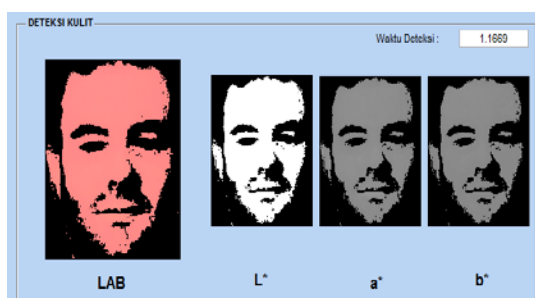 DETEKSI KULIT
Waktu Deteksi : 1.1669
LAB L* a* b*